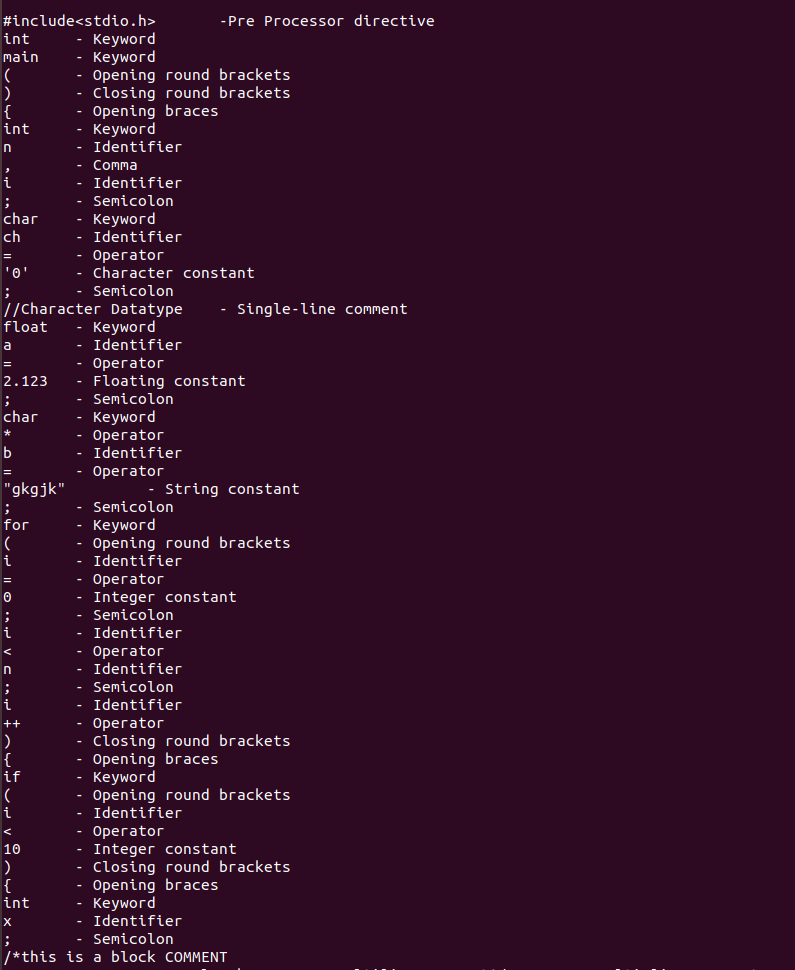 #include<stdio.h> -Pre Processor directive
int - Keyword
main - Keyword
( - Opening round brackets
) - Closing round brackets
{ - Opening braces
int - Keyword
n - Identifier
, - Comma
i - Identifier
; - Semicolon
char - Keyword
ch - Identifier
= - Operator
'0' - Character constant
; - Semicolon
//Character Datatype - Single-line comment
float - Keyword
a - Identifier
= - Operator
2.123 - Floating constant
; - Semicolon
char - Keyword
* - Operator
b - Identifier
= - Operator
"gkgjk" - String constant
; - Semicolon
for - Keyword
( - Opening round brackets
i - Identifier
= - Operator
0 - Integer constant
; - Semicolon
i - Identifier
< - Operator
n - Identifier
; - Semicolon
i - Identifier
++ - Operator
) - Closing round brackets
{ - Opening braces
if - Keyword
( - Opening round brackets
i - Identifier
< - Operator
10 - Integer constant
) - Closing round brackets
{ - Opening braces
int - Keyword
x - Identifier
; - Semicolon
/*this is a block COMMENT